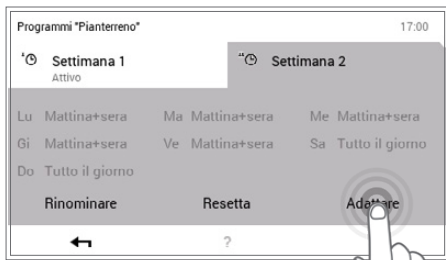 Programmi "Pianterreno" 17:00
Settimana 1 Settimana 2
Attivo
Lu Mattina+sera Ma Mattina+sera Me Mattina+sera
Gi Mattina+sera Ve Mattina+sera Sa Tutto il giorno
Do Tutto il giorno
Rinominare Resetta Adattare
?